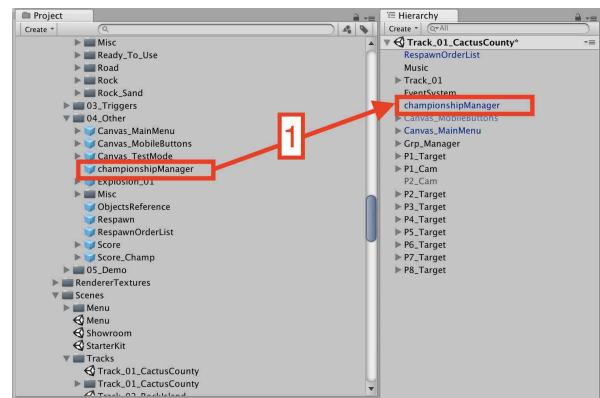 Project
Create
Misc
Ready_To_Use
Road
Rock
Rock_Sand
03_Triggers
04_Other
Canvas_MainMenu
Canvas_MobileButtons
Canvas_TestMode
championshipManager
Explosion_01
Misc
ObjectsReference
Respawn
RespawnOrderList
Score
Score_Champ
05_Demo
RendererTextures
Scenes
Menu
Menu
Showroom
StarterKit
Tracks
Track_01_CactusCounty
Track_01_CactusCounty
Track_02_RockIsland
1
Hierarchy
Create All
Track_01_CactusCounty*
RespawnOrderList
Music
Track_01
EventSystem
championshipManager
Canvas_MobileButtons
Canvas_MainMenu
Grp_Manager
P1_Target
P1_Cam
P2_Cam
P2_Target
P3_Target
P4_Target
P5_Target
P6_Target
P7_Target
P8_Target